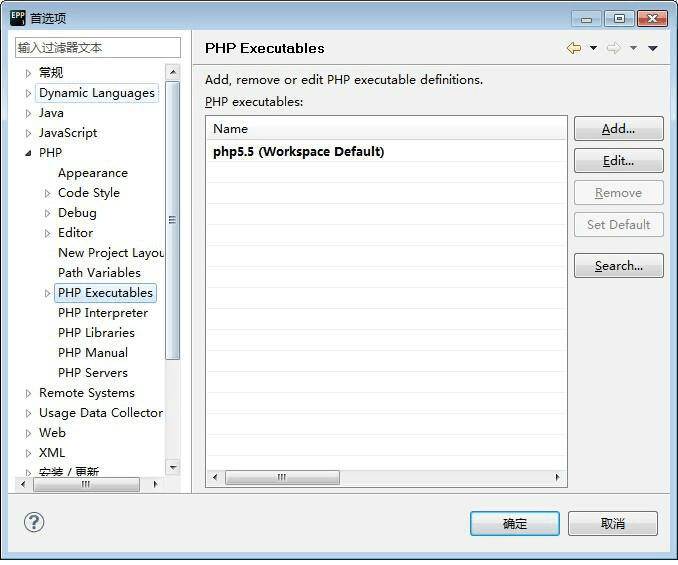 EPP
首选项
输入过滤器文本
常规
Dynamic Languages
Java
JavaScript
PHP
Appearance
Code Style
Debug
Editor
New Project Layou
Path Variables
PHP Executables
PHP Interpreter
PHP Libraries
PHP Manual
PHP Servers
Remote Systems
Usage Data Collector
Web
XML
安装 / 更新
PHP Executables
Add, remove or edit PHP executable definitions.
PHP executables:
Name
php5.5 (Workspace Default)
Add...
Edit...
Remove
Set Default
Search...
?
确定
取消